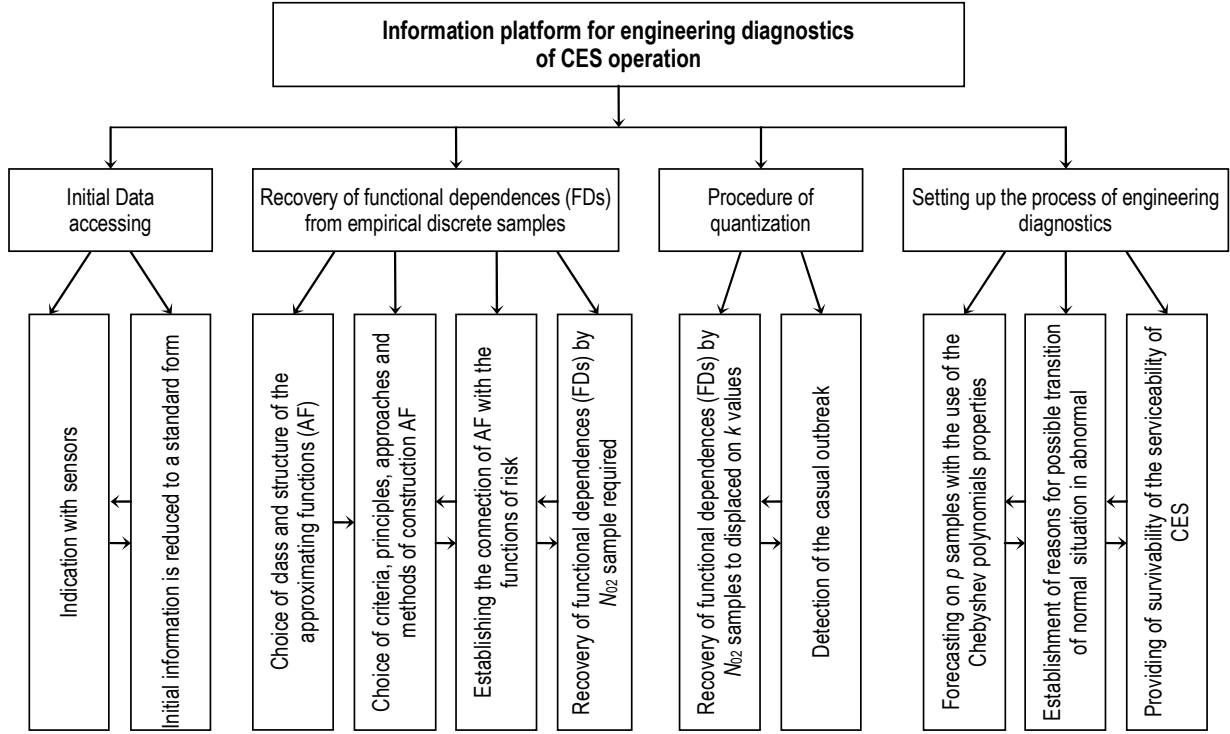 Information platform for engineering diagnostics
of CES operation
Initial Data
accessing
Recovery of functional dependences (FDs)
from empirical discrete samples
Procedure of
quantization
Setting up the process of engineering
diagnostics
Indication with sensors
Initial information is reduced to a standard form
Choice of class and structure of the
approximating functions (AF)
Choice of criteria, principles, approaches and
methods of construction AF
Establishing the connection of AF with the
functions of risk
Recovery of functional dependences (FDs) by
N02 sample required
Recovery of functional dependences (FDs) by
N02 samples to displaced on k values
Detection of the casual outbreak
Forecasting on p samples with the use of the
Chebyshev polynomials properties
Establishment of reasons for possible transition
of normal situation in abnormal
Providing of survivability of the serviceability of
CES